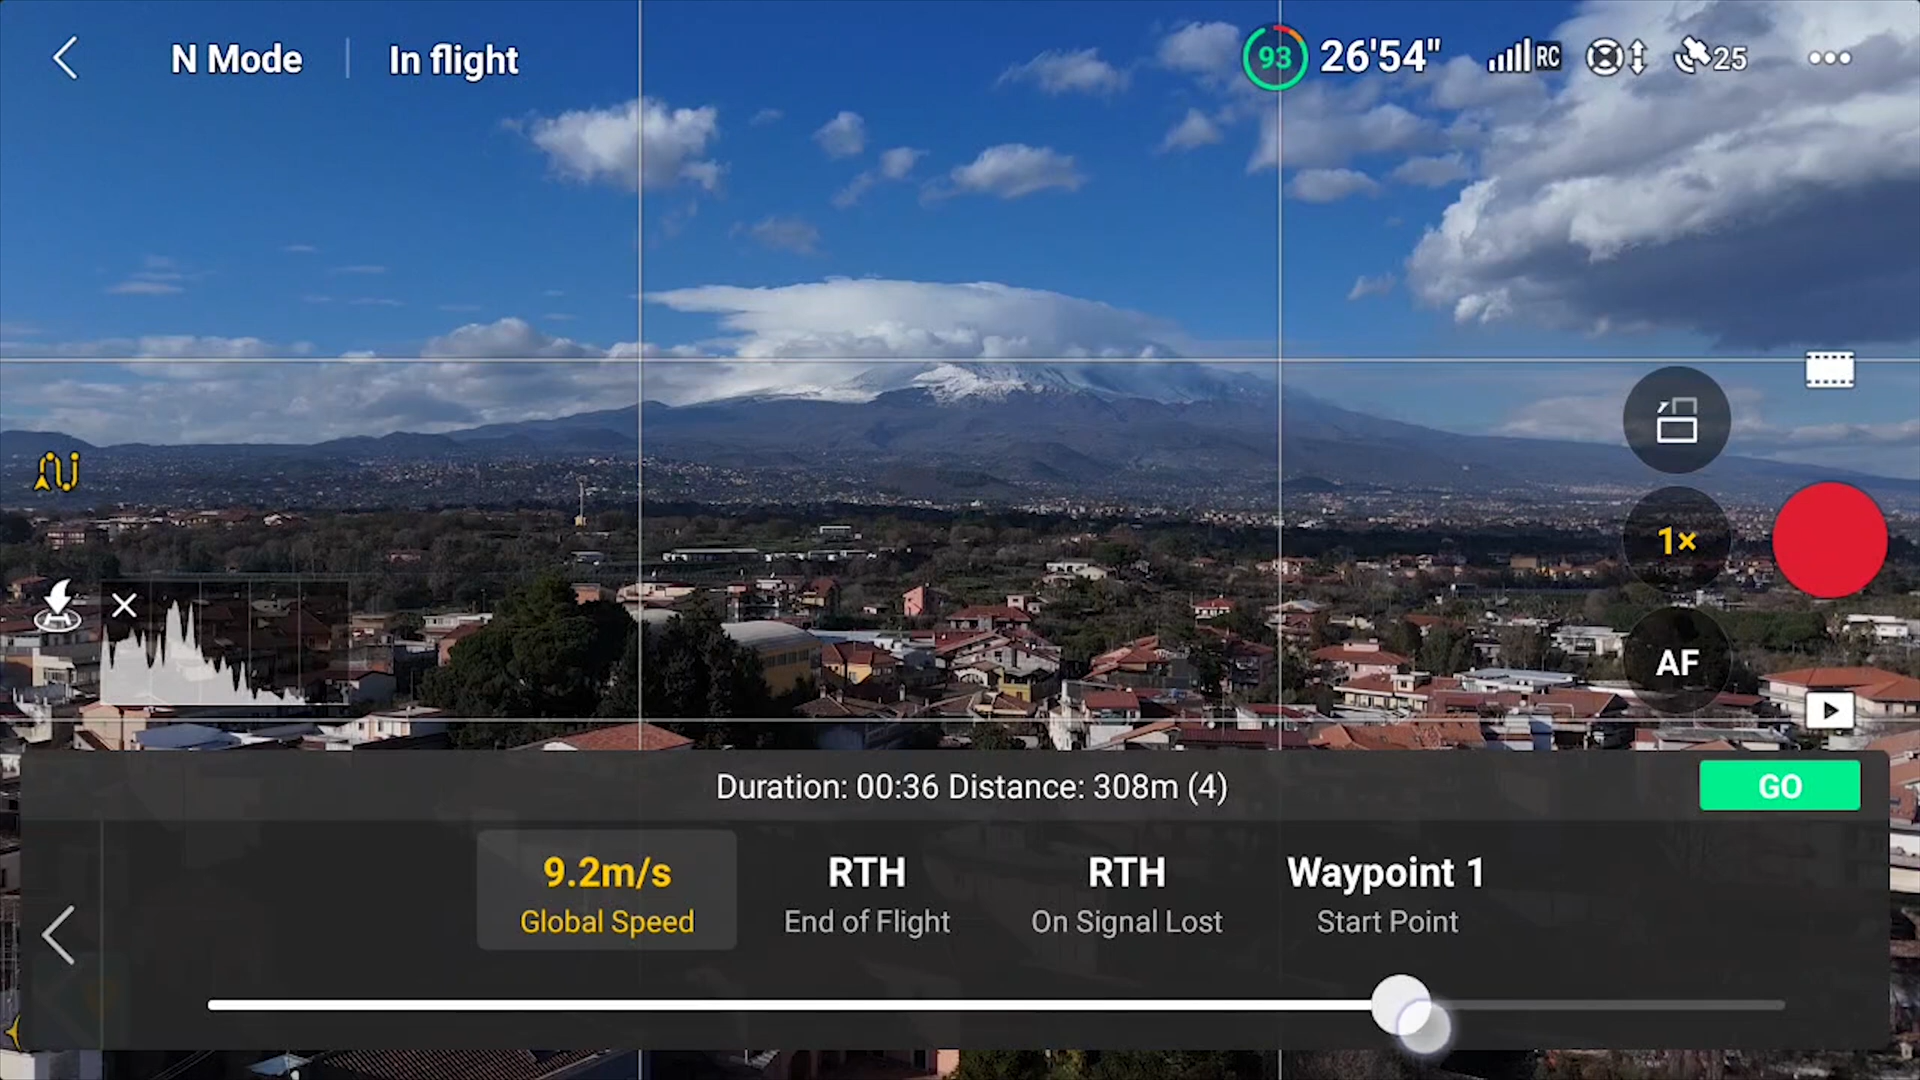 N Mode | In flight
93 26'54" RC 25
1×
AF
Duration: 00:36 Distance: 308m (4)
GO
9.2m/s RTH RTH Waypoint 1
Global Speed End of Flight On Signal Lost Start Point